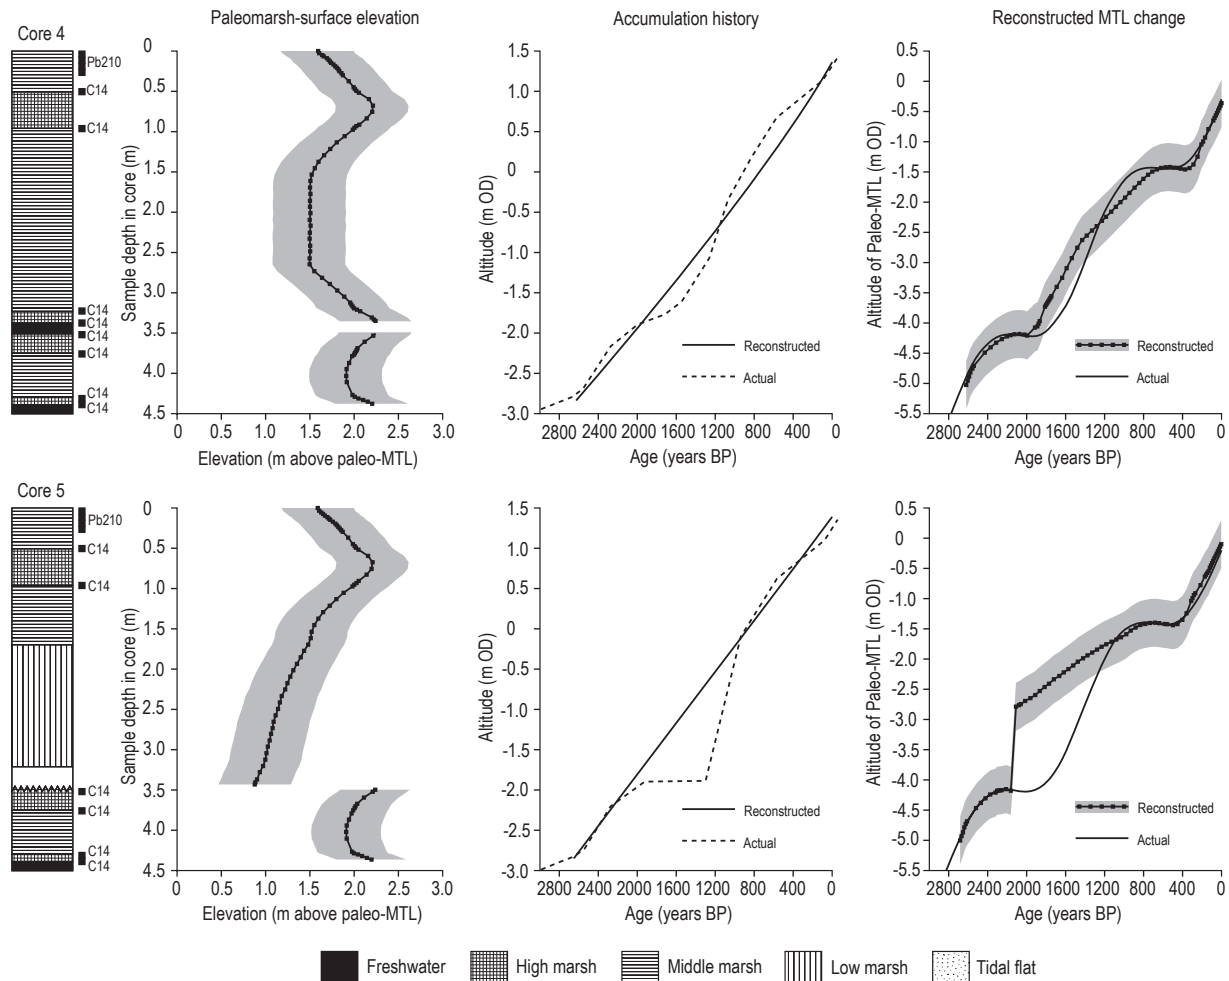 Paleomarsh-surface elevation
Accumulation history
Reconstructed MTL change
Core 4
Pb210
C14
C14
C14
C14
C14
C14
C14
C14
Sample depth in core (m)
0
0.5
1.0
1.5
2.0
2.5
3.0
3.5
4.0
4.5
0 0.5 1.0 1.5 2.0 2.5 3.0
Elevation (m above paleo-MTL)
Altitude (m OD)
1.5
1.0
0.5
0
-0.5
-1.0
-1.5
-2.0
-2.5
-3.0
Reconstructed
Actual
2800 2400 2000 1600 1200 800 400 0
Age (years BP)
Altitude of Paleo-MTL (m OD)
0.5
0
-0.5
-1.0
-1.5
-2.0
-2.5
-3.0
-3.5
-4.0
-4.5
-5.0
-5.5
Reconstructed
Actual
2800 2400 2000 1600 1200 800 400 0
Age (years BP)
Core 5
Pb210
C14
C14
C14
C14
C14
C14
Sample depth in core (m)
0
0.5
1.0
1.5
2.0
2.5
3.0
3.5
4.0
4.5
0 0.5 1.0 1.5 2.0 2.5 3.0
Elevation (m above paleo-MTL)
Altitude (m OD)
1.5
1.0
0.5
0
-0.5
-1.0
-1.5
-2.0
-2.5
-3.0
Reconstructed
Actual
2800 2400 2000 1600 1200 800 400 0
Age (years BP)
Altitude of Paleo-MTL (m OD)
0.5
0
-0.5
-1.0
-1.5
-2.0
-2.5
-3.0
-3.5
-4.0
-4.5
-5.0
-5.5
Reconstructed
Actual
2800 2400 2000 1600 1200 800 400 0
Age (years BP)
Freshwater High marsh Middle marsh Low marsh Tidal flat